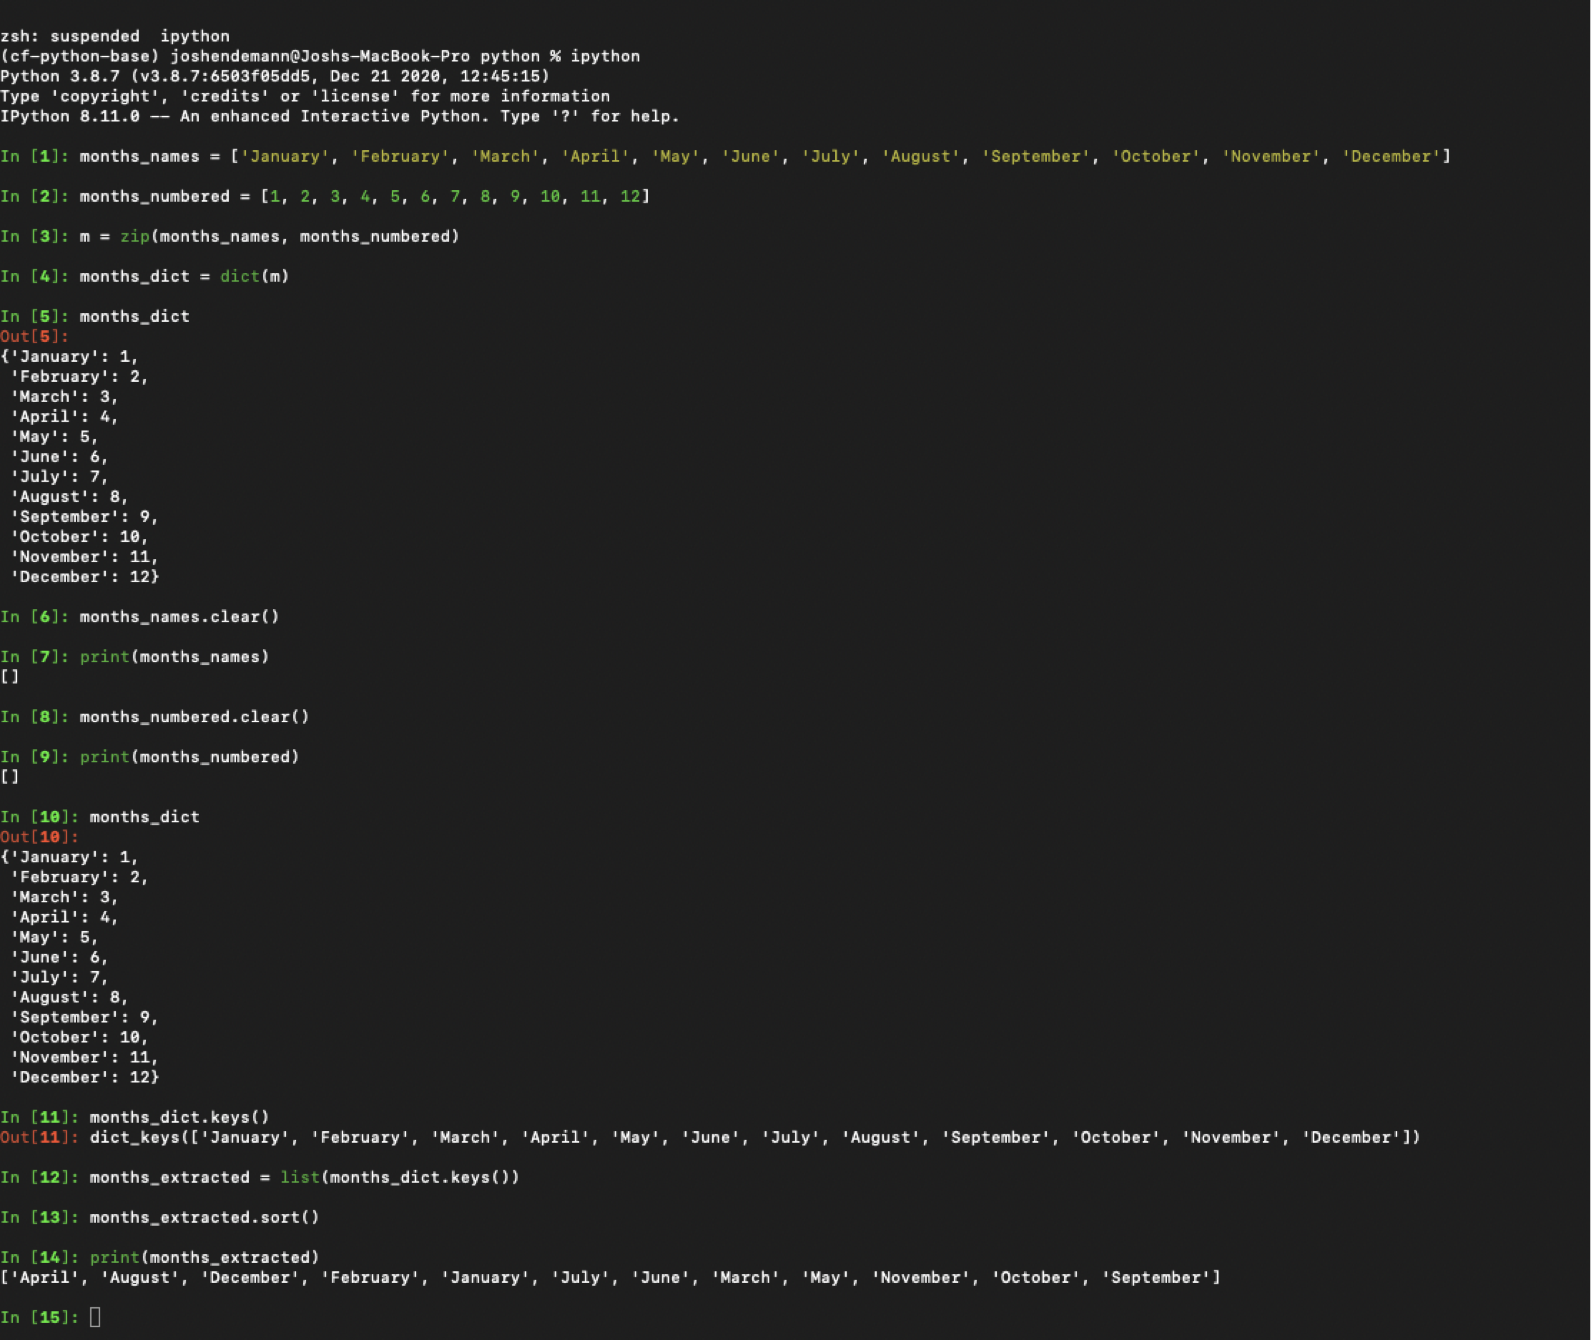 zsh: suspended  ipython
(cf-python-base) joshendemann@Joshs-MacBook-Pro python % ipython
Python 3.8.7 (v3.8.7:6503f05dd5, Dec 21 2020, 12:45:15)
Type 'copyright', 'credits' or 'license' for more information
IPython 8.11.0 -- An enhanced Interactive Python. Type '?' for help.
In [1]: months_names = ['January', 'February', 'March', 'April', 'May', 'June', 'July', 'August', 'September', 'October', 'November', 'December']
In [2]: months_numbered = [1, 2, 3, 4, 5, 6, 7, 8, 9, 10, 11, 12]
In [3]: m = zip(months_names, months_numbered)
In [4]: months_dict = dict(m)
In [5]: months_dict
Out[5]:
{'January': 1,
 'February': 2,
 'March': 3,
 'April': 4,
 'May': 5,
 'June': 6,
 'July': 7,
 'August': 8,
 'September': 9,
 'October': 10,
 'November': 11,
 'December': 12}
In [6]: months_names.clear()
In [7]: print(months_names)
[]
In [8]: months_numbered.clear()
In [9]: print(months_numbered)
[]
In [10]: months_dict
Out[10]:
{'January': 1,
 'February': 2,
 'March': 3,
 'April': 4,
 'May': 5,
 'June': 6,
 'July': 7,
 'August': 8,
 'September': 9,
 'October': 10,
 'November': 11,
 'December': 12}
In [11]: months_dict.keys()
Out[11]: dict_keys(['January', 'February', 'March', 'April', 'May', 'June', 'July', 'August', 'September', 'October', 'November', 'December'])
In [12]: months_extracted = list(months_dict.keys())
In [13]: months_extracted.sort()
In [14]: print(months_extracted)
['April', 'August', 'December', 'February', 'January', 'July', 'June', 'March', 'May', 'November', 'October', 'September']
In [15]: